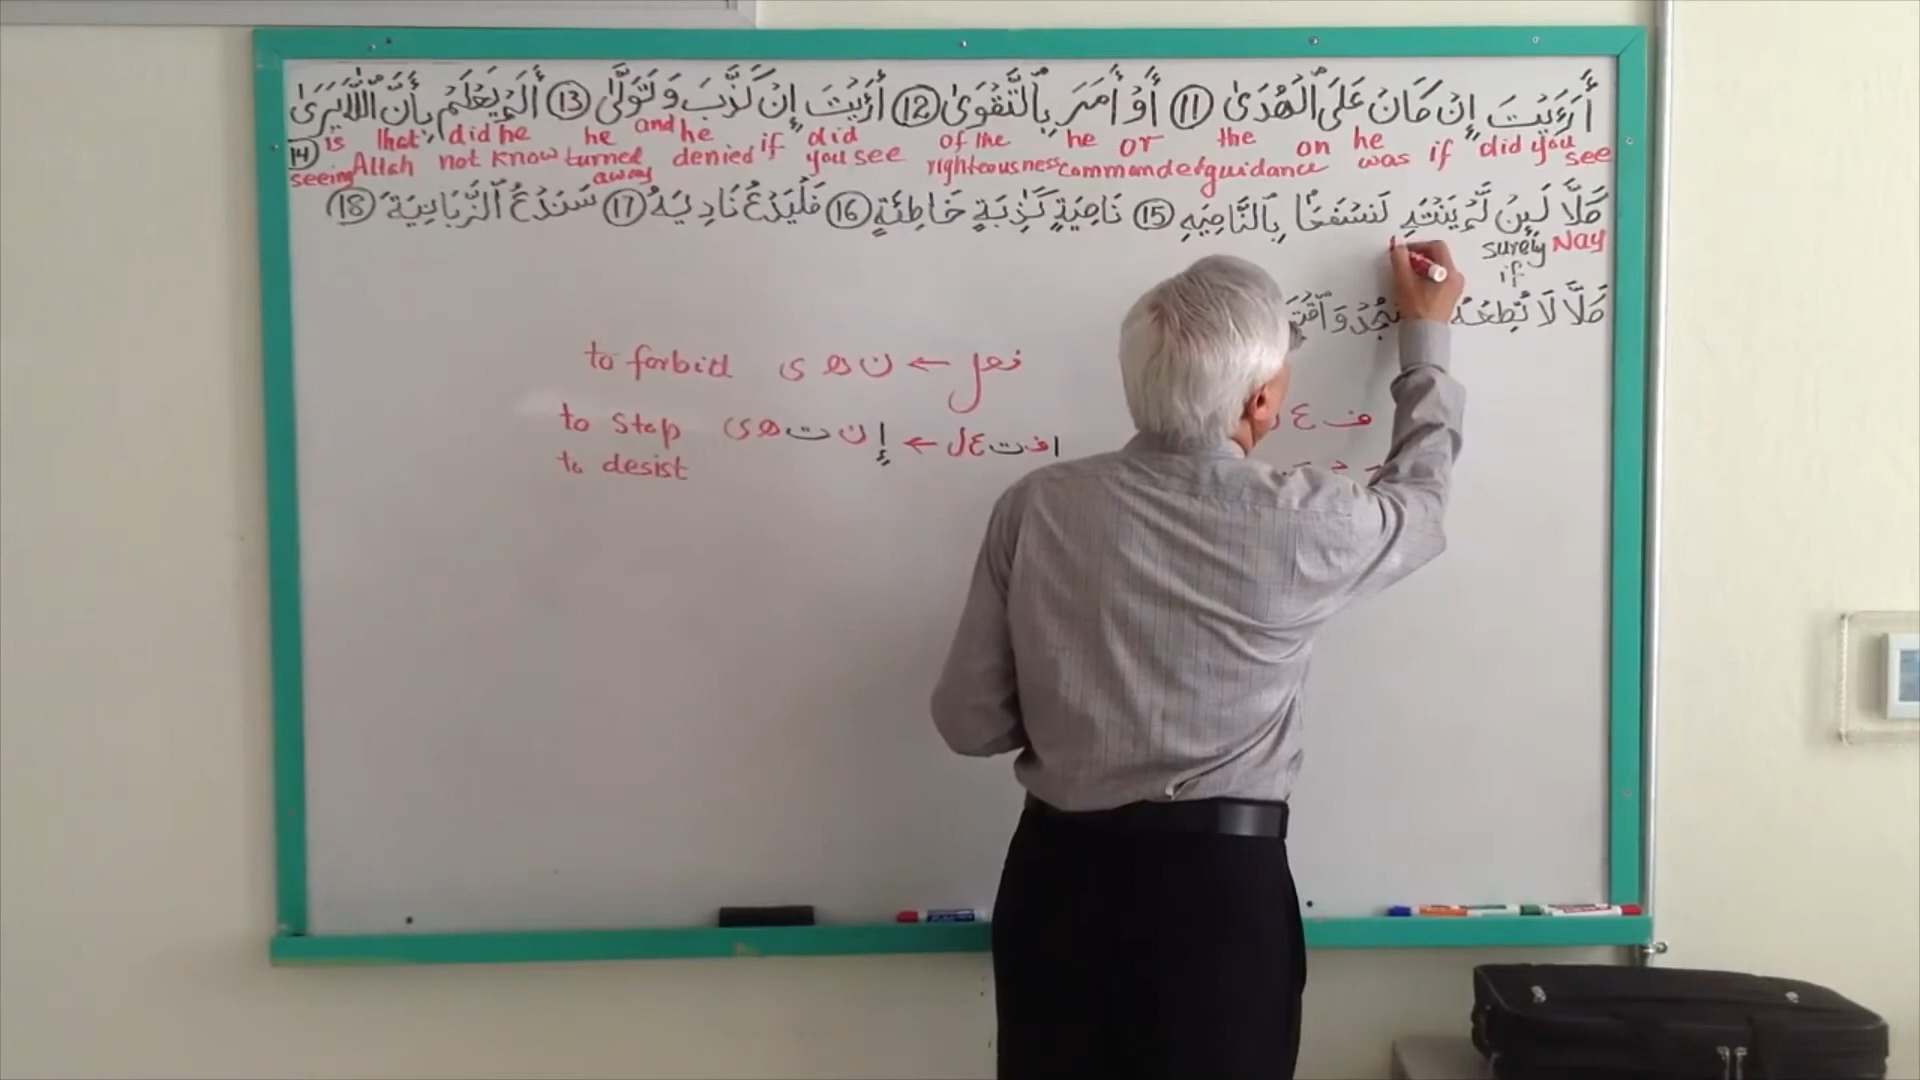 أَرَءَيْتَ إِن كَانَ عَلَى ٱلْهُدَىٰ ⑪ أَوْ أَمَرَ بِٱلتَّقْوَىٰ ⑫ أَرَءَيْتَ إِن كَذَّبَ وَتَوَلَّىٰ ⑬ أَلَمْ يَعْلَم بِأَنَّ ٱللَّهَ يَرَىٰ
⑭ is that did he he and he if did of the he or the on he was if did you see
seeing Allah not know turned away denied you see righteousness commanded guidance
كَلَّا لَئِن لَّمْ يَنتَهِ لَنَسْفَعًا بِٱلنَّاصِيَةِ ⑮ نَاصِيَةٍ كَٰذِبَةٍ خَاطِئَةٍ ⑯ فَلْيَدْعُ نَادِيَهُ ⑰ سَنَدْعُ ٱلزَّبَانِيَةَ ⑱
Nay surely
if
كَلَّا لَا تُطِعْهُ
فعل ← ن ه ى to forbid
ا ف ت ع ل ← إ ن ت ه ى to stop
to desist
ف ع